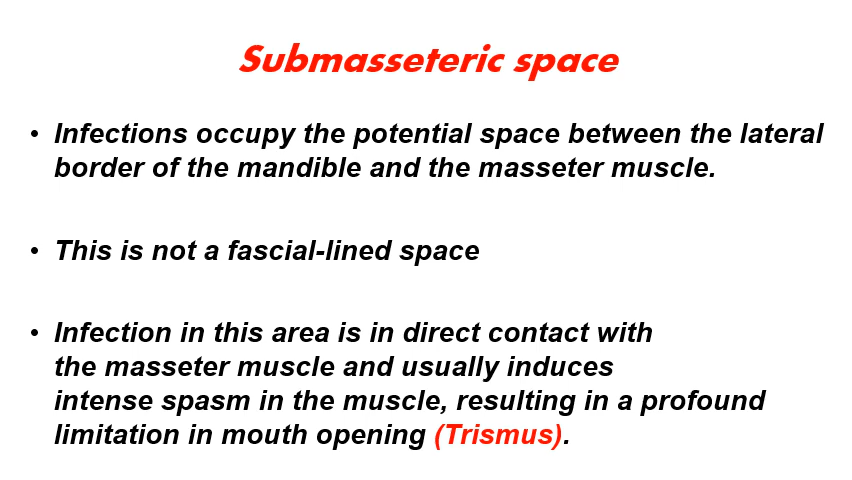 Submasseteric space
• Infections occupy the potential space between the lateral
border of the mandible and the masseter muscle.
• This is not a fascial-lined space
• Infection in this area is in direct contact with
the masseter muscle and usually induces
intense spasm in the muscle, resulting in a profound
limitation in mouth opening (Trismus).